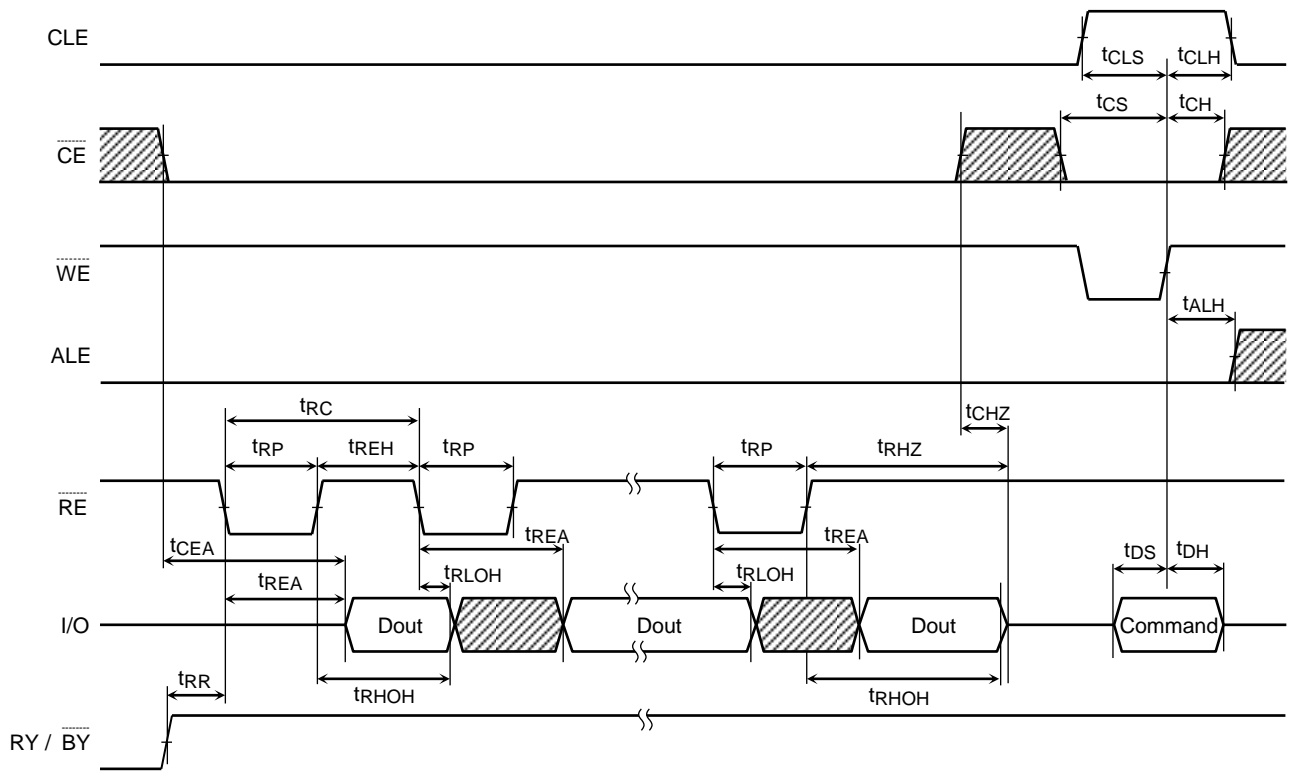 CLE
tCLS tCLH
tCS tCH
CE
WE
tALH
ALE
tRC
tCHZ
tRP tREH tRP tRP tRHZ
RE
tCEA tREA tREA
tREA tRLOH tRLOH tDS tDH
I/O Dout Dout Dout Command
tRR tRHOH tRHOH
RY / BY